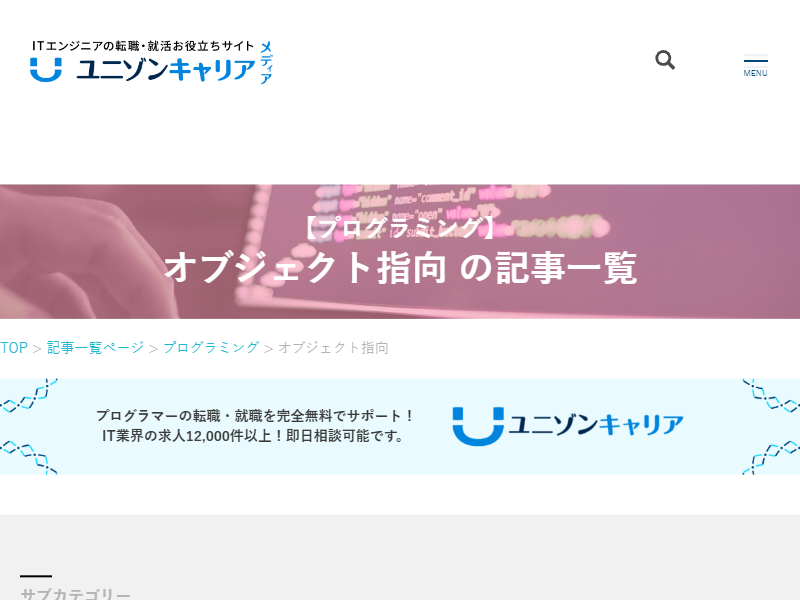 ITエンジニアの転職・就活お役立ちサイト
ユニゾンキャリア
メディア
MENU
name="comment_id"
name="open"
【プログラミング】
オブジェクト指向 の記事一覧
TOP > 記事一覧ページ > プログラミング > オブジェクト指向
プログラマーの転職・就職を完全無料でサポート！
IT業界の求人12,000件以上！即日相談可能です。
ユニゾンキャリア
サブカテゴリー